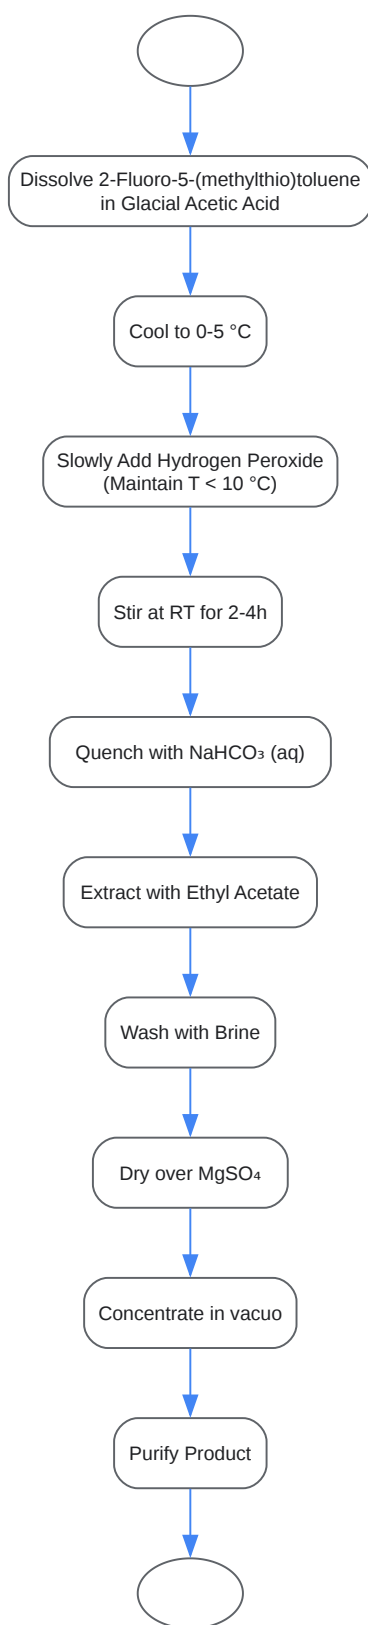 Dissolve 2-Fluoro-5-(methylthio)toluene
in Glacial Acetic Acid
Cool to 0-5 °C
Slowly Add Hydrogen Peroxide
(Maintain T < 10 °C)
Stir at RT for 2-4h
Quench with NaHCO₃ (aq)
Extract with Ethyl Acetate
Wash with Brine
Dry over MgSO₄
Concentrate in vacuo
Purify Product